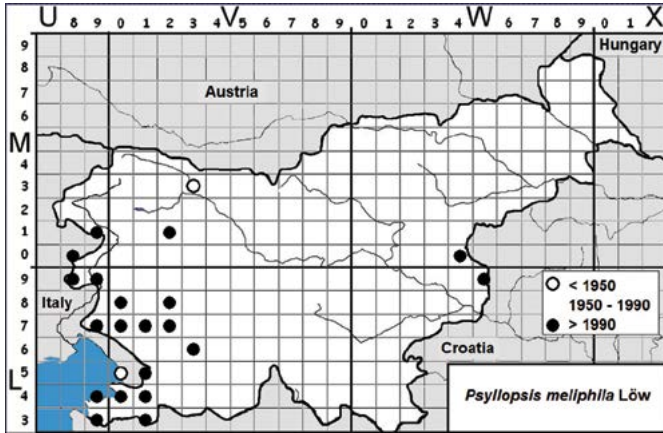 U 8 9 0 1 2 3 4 V 5 6 7 8 9 0 1 2 3 4 W 5 6 7 8 9 0 1 X
9
8
7
6
M
4
3
2
1
0
9
8
7
6
L
5
4
3
Hungary
Austria
Italy
Croatia
< 1950
1950 - 1990
> 1990
Psyllopsis meliphila Löw